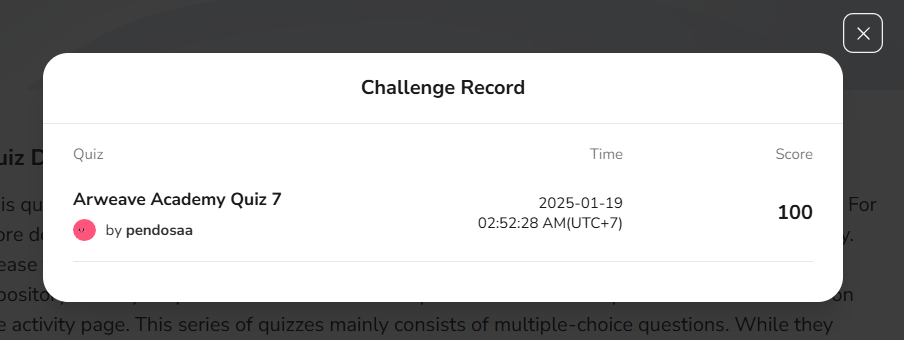 Challenge Record
uiz D
Quiz
Time
Score
is qu
For
Arweave Academy Quiz 7
2025-01-19
02:52:28 AM(UTC+7)
100
ore de
y.
by pendosaa
ease
on
e activity page. This series of quizzes mainly consists of multiple-choice questions. While they